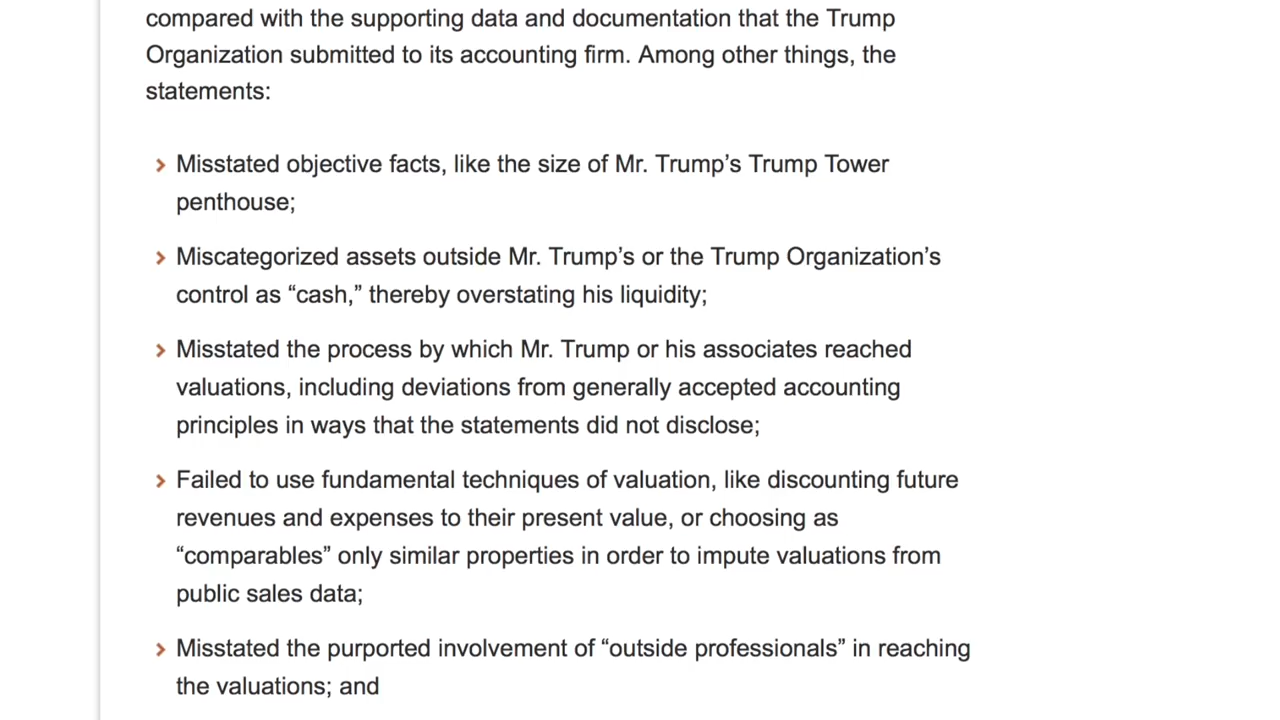 compared with the supporting data and documentation that the Trump
Organization submitted to its accounting firm. Among other things, the
statements:
Misstated objective facts, like the size of Mr. Trump’s Trump Tower
penthouse;
Miscategorized assets outside Mr. Trump’s or the Trump Organization’s
control as “cash,” thereby overstating his liquidity;
Misstated the process by which Mr. Trump or his associates reached
valuations, including deviations from generally accepted accounting
principles in ways that the statements did not disclose;
Failed to use fundamental techniques of valuation, like discounting future
revenues and expenses to their present value, or choosing as
“comparables” only similar properties in order to impute valuations from
public sales data;
Misstated the purported involvement of “outside professionals” in reaching
the valuations; and